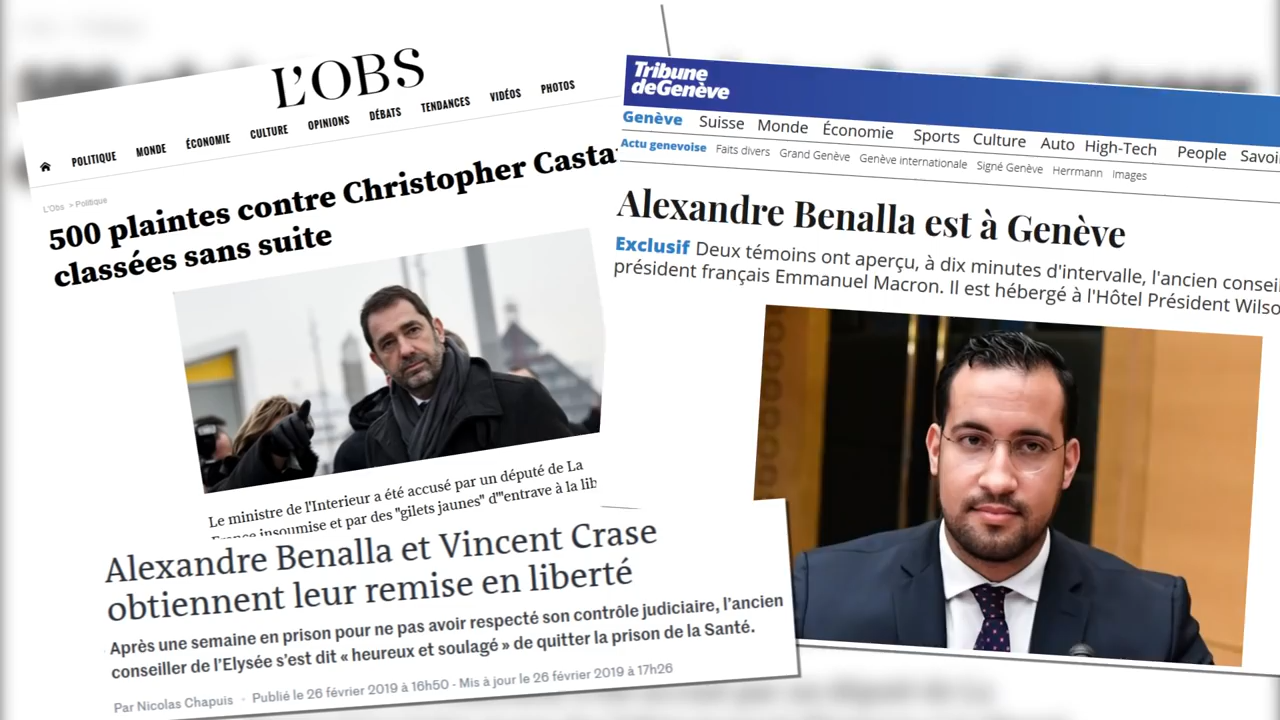 L'OBS
POLITIQUE MONDE ÉCONOMIE CULTURE OPINIONS DÉBATS TENDANCES VIDÉOS PHOTOS
L'Obs > Politique
500 plaintes contre Christopher Casta
classées sans suite
Le ministre de l'Interieur a été accusé par un député de La
France insoumise et par des "gilets jaunes" d'"entrave à la lib
Tribune
deGenève
Genève Suisse Monde Économie Sports Culture Auto High-Tech People Savoi
Actu genevoise Faits divers Grand Genève Genève internationale Signé Genève Herrmann Images
Alexandre Benalla est à Genève
Exclusif Deux témoins ont aperçu, à dix minutes d'intervalle, l'ancien conseil
président français Emmanuel Macron. Il est hébergé à l'Hôtel Président Wilso
Alexandre Benalla et Vincent Crase
obtiennent leur remise en liberté
Après une semaine en prison pour ne pas avoir respecté son contrôle judiciaire, l'ancien
conseiller de l'Elysée s'est dit « heureux et soulagé » de quitter la prison de la Santé.
Par Nicolas Chapuis • Publié le 26 février 2019 à 16h50 - Mis à jour le 26 février 2019 à 17h26